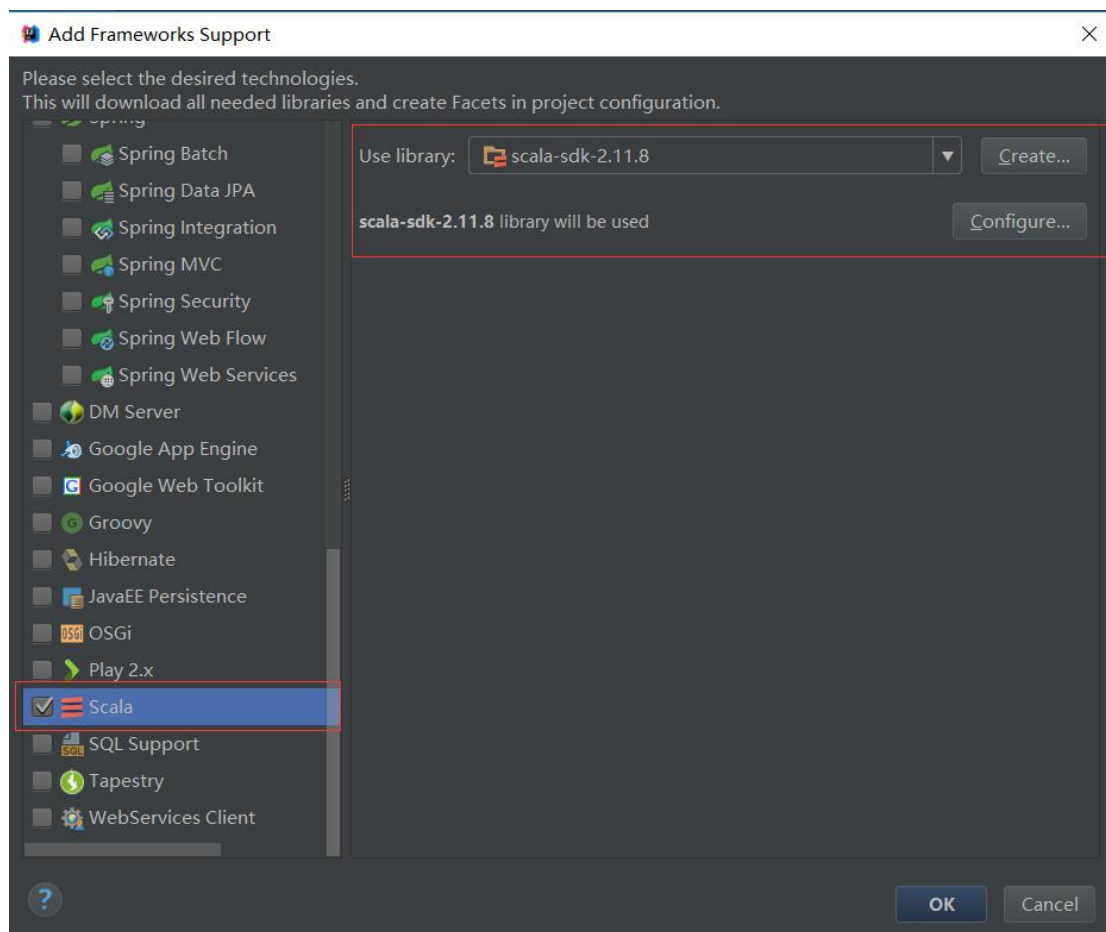 Add Frameworks Support
Please select the desired technologies.
This will download all needed libraries and create Facets in project configuration.
Spring
Spring Batch
Spring Data JPA
Spring Integration
Spring MVC
Spring Security
Spring Web Flow
Spring Web Services
DM Server
Google App Engine
Google Web Toolkit
Groovy
Hibernate
JavaEE Persistence
OSGi
Play 2.x
Scala
SQL Support
Tapestry
WebServices Client
Use library: scala-sdk-2.11.8 Create...
scala-sdk-2.11.8 library will be used Configure...
? OK Cancel